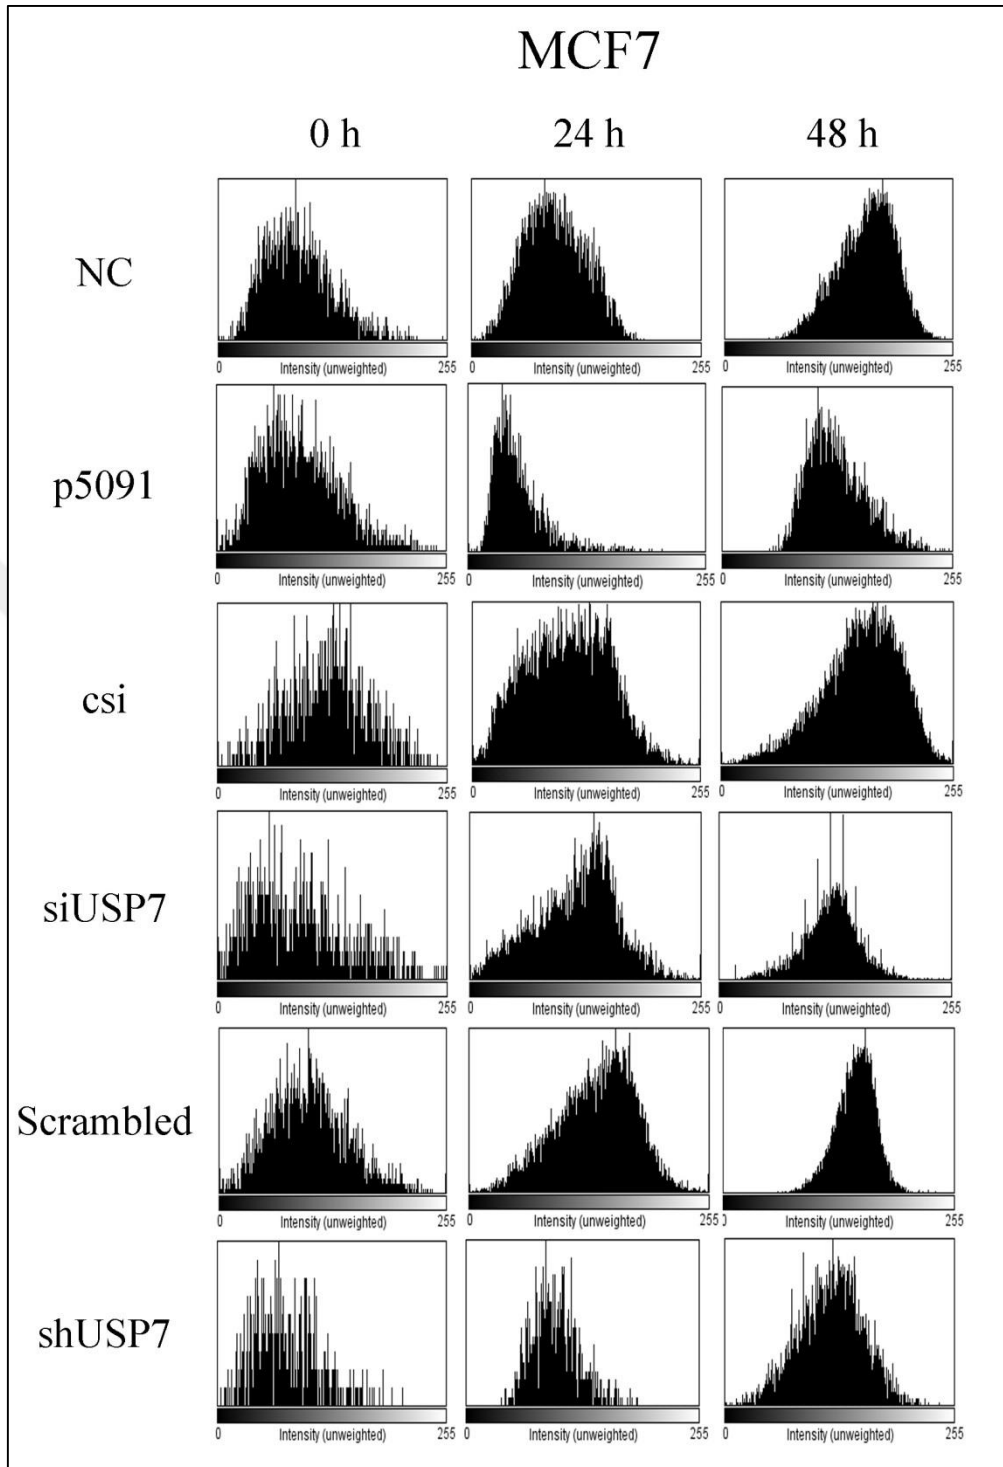 MCF7
0 h 24 h 48 h
NC
0 Intensity (unweighted) 255 0 Intensity (unweighted) 255 0 Intensity (unweighted) 255
p5091
0 Intensity (unweighted) 255 0 Intensity (unweighted) 255 0 Intensity (unweighted) 255
csi
0 Intensity (unweighted) 255 0 Intensity (unweighted) 255 0 Intensity (unweighted) 255
siUSP7
0 Intensity (unweighted) 255 0 Intensity (unweighted) 255 0 Intensity (unweighted) 255
Scrambled
0 Intensity (unweighted) 255 0 Intensity (unweighted) 255 0 Intensity (unweighted) 255
shUSP7
0 Intensity (unweighted) 255 0 Intensity (unweighted) 255 0 Intensity (unweighted) 255